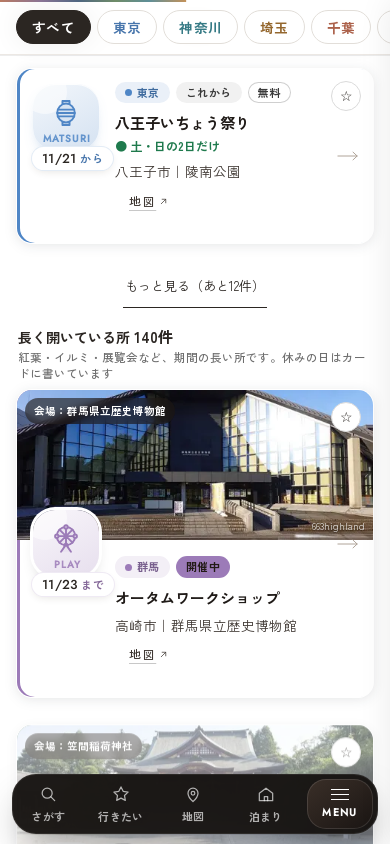 すべて 東京 神奈川 埼玉 千葉
東京 これから 無料
MATSURI
11/21 から
八王子いちょう祭り
土・日の2日だけ
八王子市｜陵南公園
地図
もっと見る（あと12件）
長く開いている所 140件
紅葉・イルミ・展覧会など、期間の長い所です。休みの日はカー
ドに書いています
会場：群馬県立歴史博物館
663highland
PLAY
11/23 まで
群馬 開催中
オータムワークショップ
高崎市｜群馬県立歴史博物館
地図
会場：笠間稲荷神社
さがす 行きたい 地図 泊まり MENU